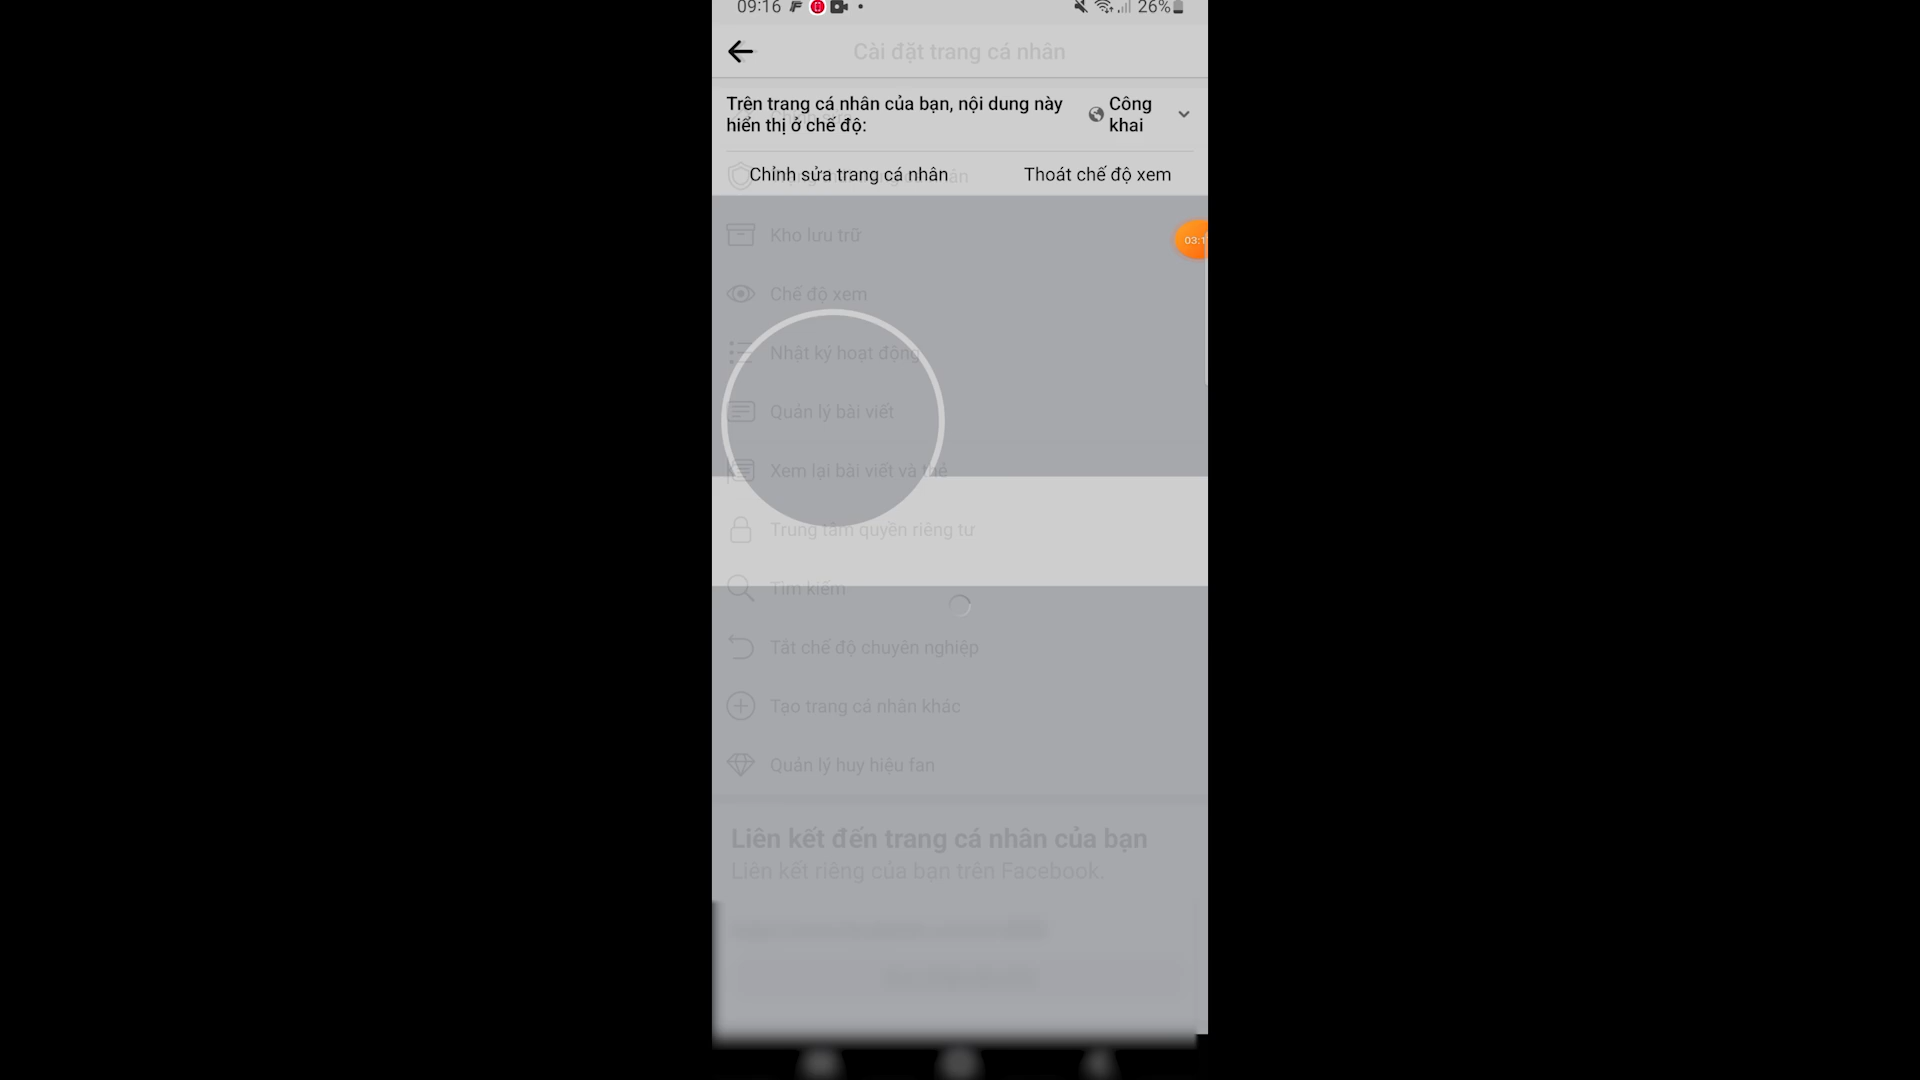 09:16
26%
Cài đặt trang cá nhân
Trên trang cá nhân của bạn, nội dung này
hiển thị ở chế độ:
Công
khai
Chỉnh sửa trang cá nhân
Thoát chế độ xem
Kho lưu trữ
03:1
Chế độ xem
Nhật ký hoạt động
Quản lý bài viết
Xem lại bài viết và thẻ
Trung tâm quyền riêng tư
Tìm kiếm
Tắt chế độ chuyên nghiệp
Tạo trang cá nhân khác
Quản lý huy hiệu fan
Liên kết đến trang cá nhân của bạn
Liên kết riêng của bạn trên Facebook.